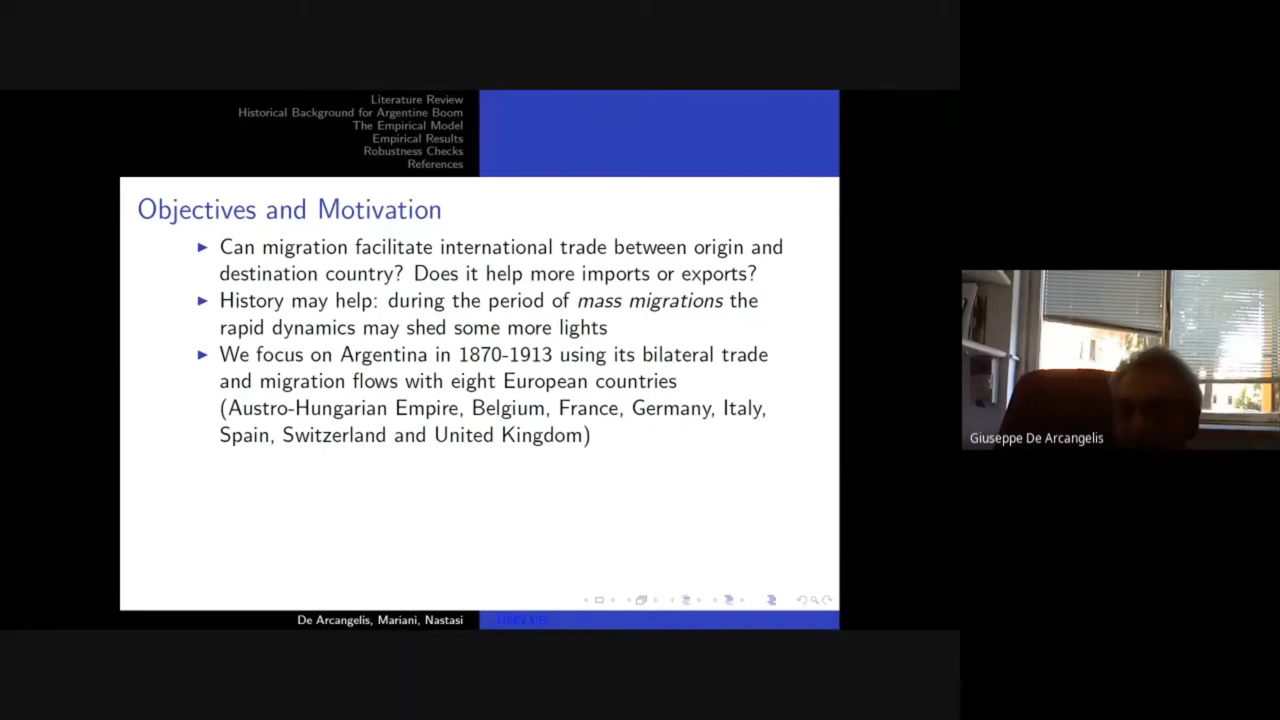 Literature Review
Historical Background for Argentine Boom
The Empirical Model
Empirical Results
Robustness Checks
References
Objectives and Motivation
Can migration facilitate international trade between origin and
destination country? Does it help more imports or exports?
History may help: during the period of mass migrations the
rapid dynamics may shed some more lights
We focus on Argentina in 1870-1913 using its bilateral trade
and migration flows with eight European countries
(Austro-Hungarian Empire, Belgium, France, Germany, Italy,
Spain, Switzerland and United Kingdom)
De Arcangelis, Mariani, Nastasi
Giuseppe De Arcangelis